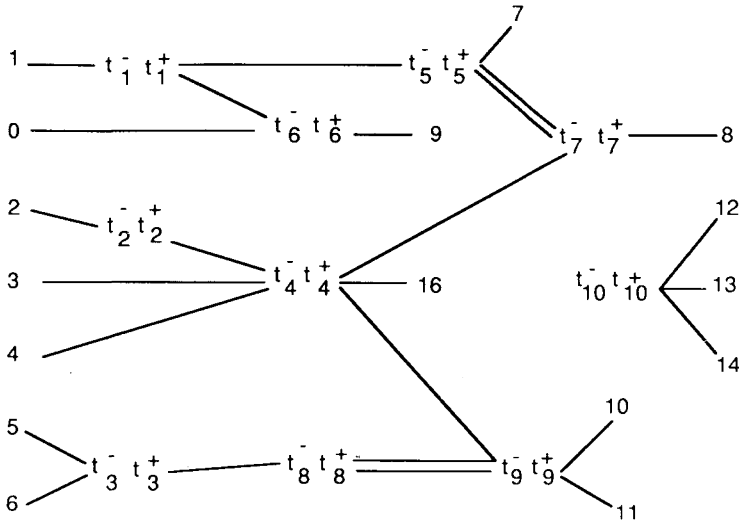 7
1 t₁⁻ t₁⁺ t₅⁻ t₅⁺
0 t₆⁻ t₆⁺ 9 t₇⁻ t₇⁺ 8
2 t₂⁻ t₂⁺ 12
3 t₄⁻ t₄⁺ 16 t₁₀⁻ t₁₀⁺ 13
4 14
5 10
t₃⁻ t₃⁺ t₈⁻ t₈⁺ t₉⁻ t₉⁺
6 11